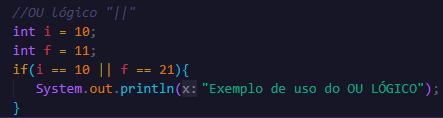 //OU lógico "||"
int i = 10;
int f = 11;
if(i == 10 || f == 21){
System.out.println(x: "Exemplo de uso do OU LÓGICO");
}